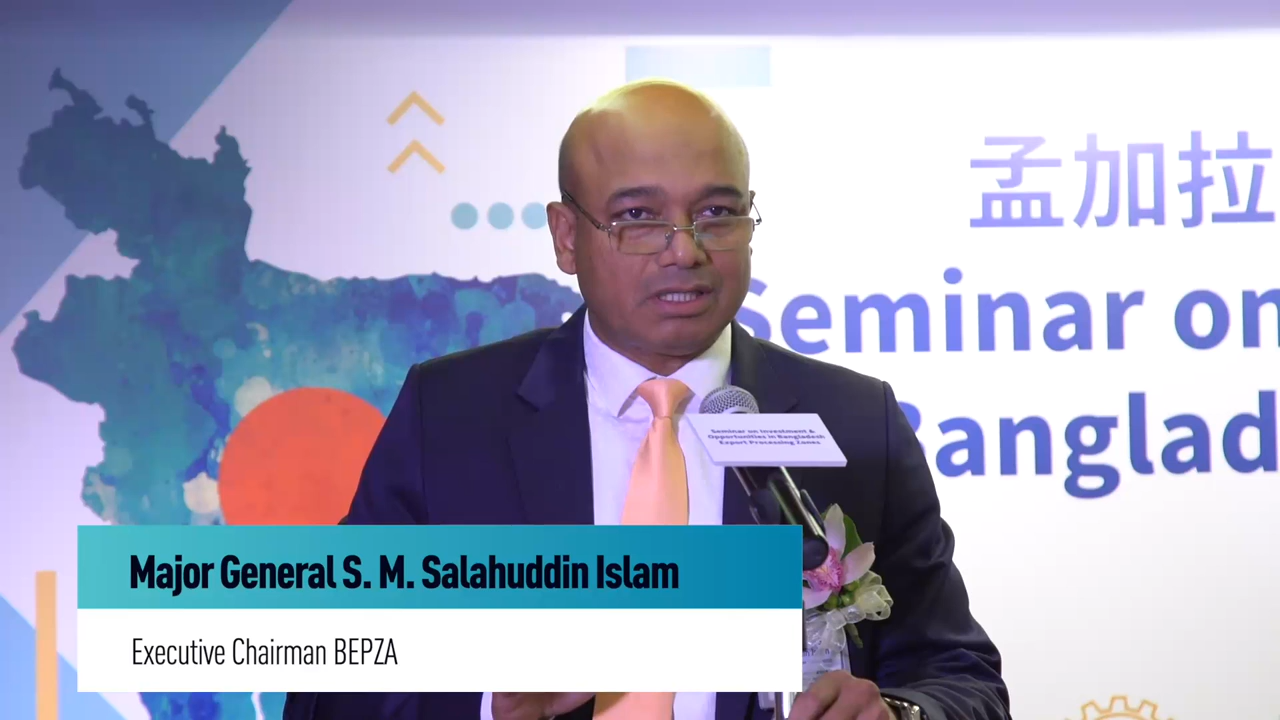 孟加拉
Seminar on
Banglad
Seminar on Investment &
Opportunities in Bangladesh
Export Processing Zones
Major General S. M. Salahuddin Islam
Executive Chairman BEPZA